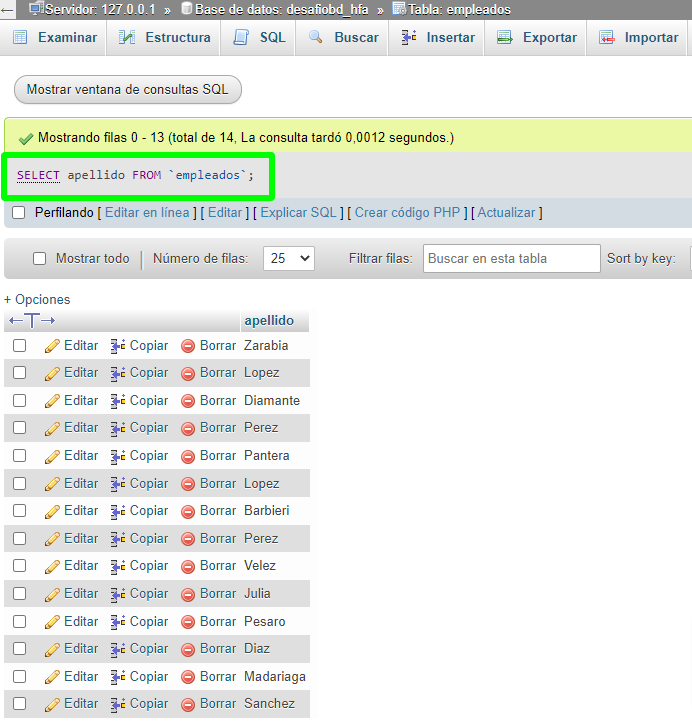 Servidor: 127.0.0.1 » Base de datos: desafiobd_hfa » Tabla: empleados
Examinar Estructura SQL Buscar Insertar Exportar Importar
Mostrar ventana de consultas SQL
Mostrando filas 0 - 13 (total de 14, La consulta tardó 0,0012 segundos.)
SELECT apellido FROM `empleados`;
Perfilando [ Editar en línea ] [ Editar ] [ Explicar SQL ] [ Crear código PHP ] [ Actualizar ]
Mostrar todo Número de filas: 25 Filtrar filas: Buscar en esta tabla Sort by key:
+ Opciones
←T→ apellido
Editar Copiar Borrar Zarabia
Editar Copiar Borrar Lopez
Editar Copiar Borrar Diamante
Editar Copiar Borrar Perez
Editar Copiar Borrar Pantera
Editar Copiar Borrar Lopez
Editar Copiar Borrar Barbieri
Editar Copiar Borrar Perez
Editar Copiar Borrar Velez
Editar Copiar Borrar Julia
Editar Copiar Borrar Pesaro
Editar Copiar Borrar Diaz
Editar Copiar Borrar Madariaga
Editar Copiar Borrar Sanchez